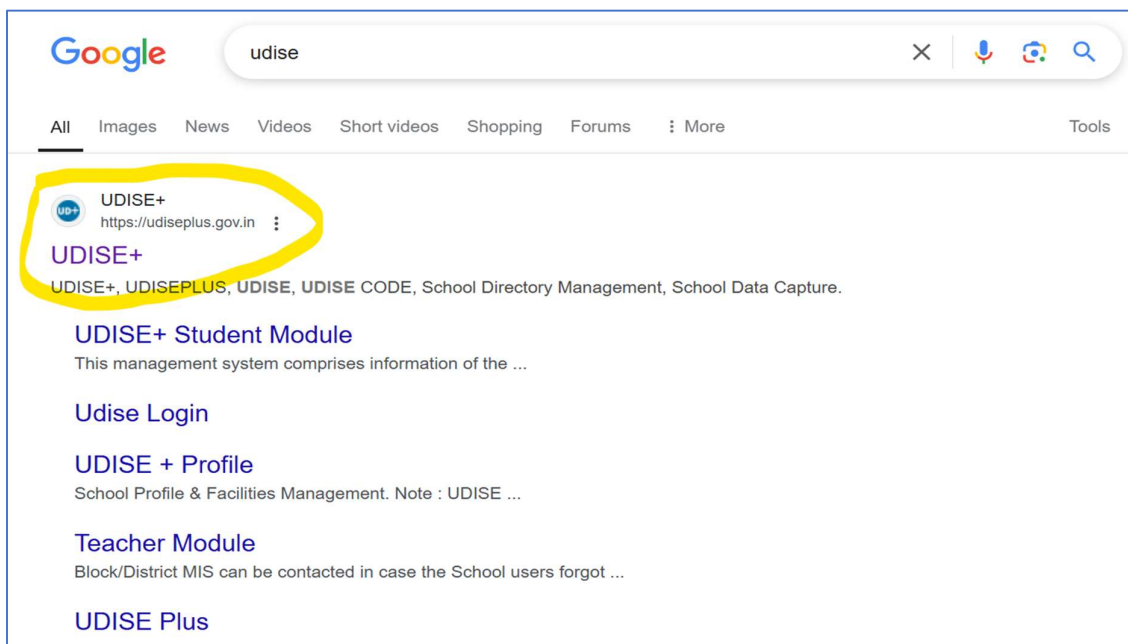 Google
udise
All Images News Videos Short videos Shopping Forums More Tools
UD+
UDISE+
https://udiseplus.gov.in
UDISE+
UDISE+, UDISEPLUS, UDISE, UDISE CODE, School Directory Management, School Data Capture.
UDISE+ Student Module
This management system comprises information of the ...
Udise Login
UDISE + Profile
School Profile & Facilities Management. Note : UDISE ...
Teacher Module
Block/District MIS can be contacted in case the School users forgot ...
UDISE Plus